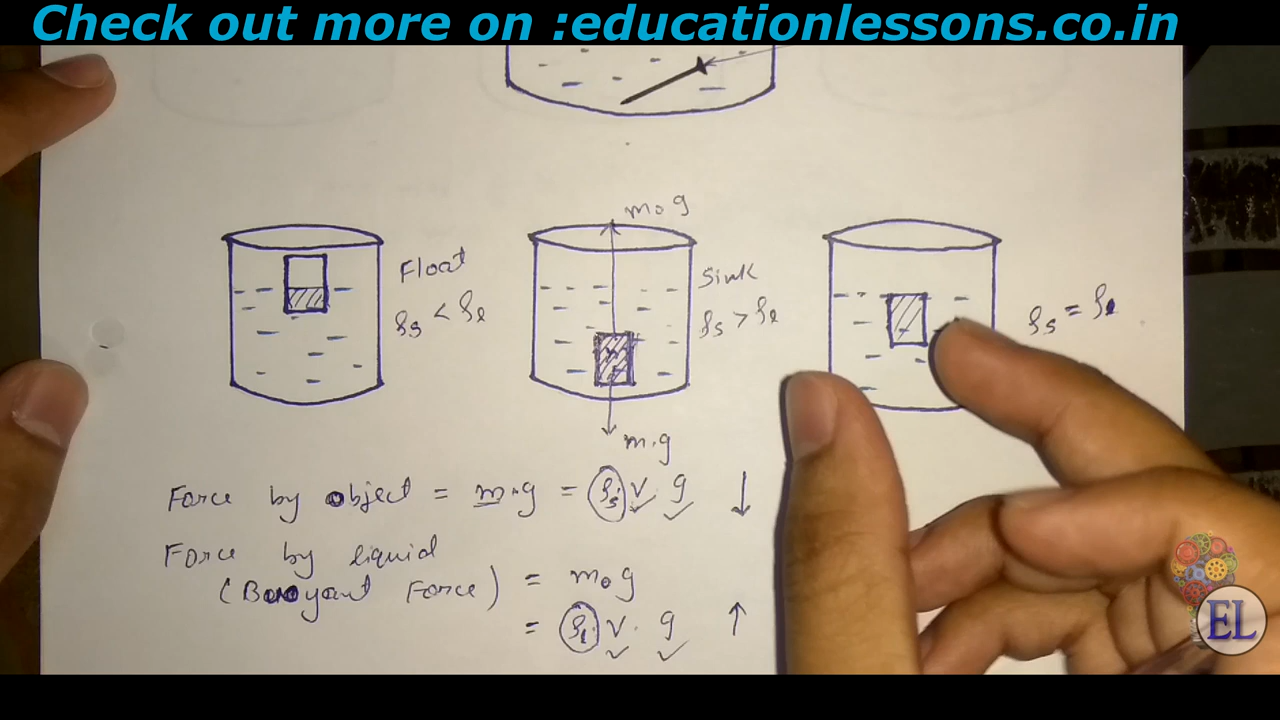 Check out more on :educationlessons.co.in
m₀g
Float
ρs < ρl
Sink
ρs > ρl
ρs = ρl
m.g
Force by object = m.g = ρs V. g ↓
Force by liquid
(Buoyant Force) = m₀g
= ρl V. g ↑
EL